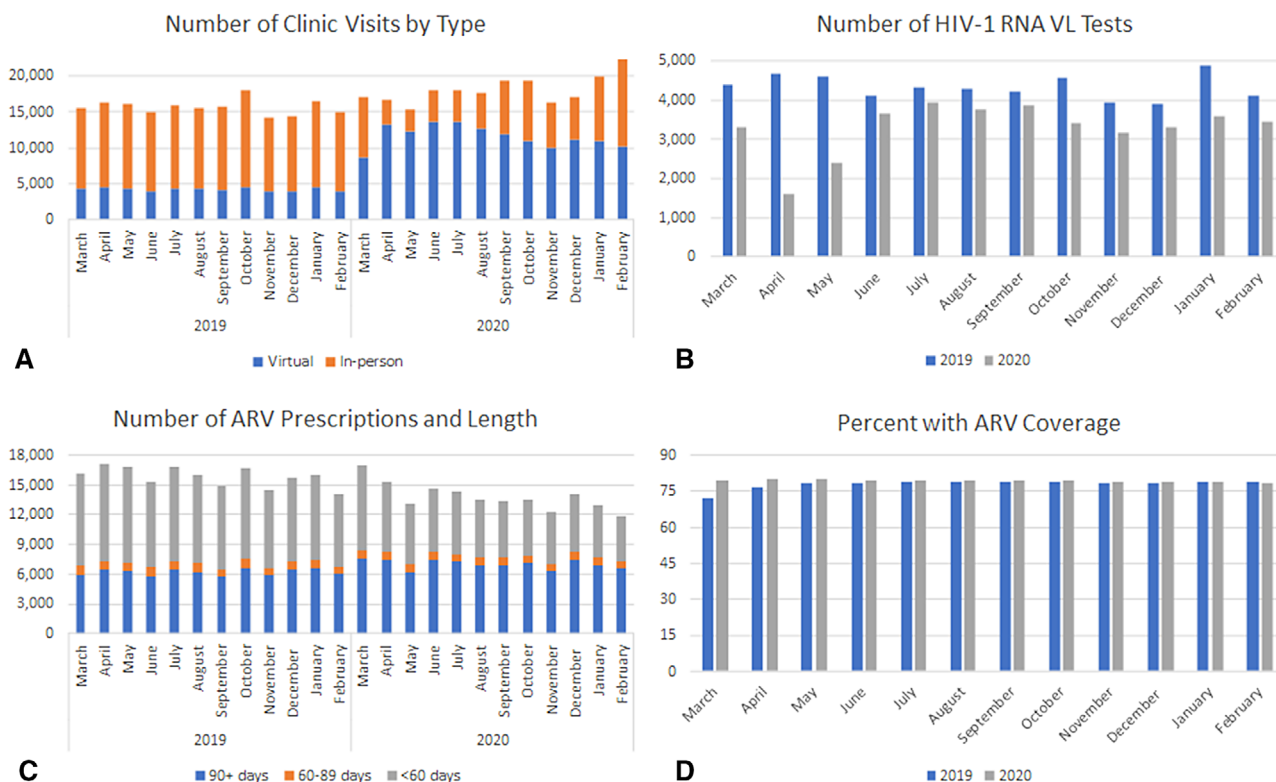 Number of Clinic Visits by Type
20,000
15,000
10,000
5,000
0
March April May June July August September October November December January February March April May June July August September October November December January February
2019 2020
Virtual In-person
A
Number of HIV-1 RNA VL Tests
5,000
4,000
3,000
2,000
1,000
0
March April May June July August September October November December January February
2019 2020
B
Number of ARV Prescriptions and Length
18,000
15,000
12,000
9,000
6,000
3,000
0
March April May June July August September October November December January February March April May June July August September October November December January February
2019 2020
90+ days 60-89 days <60 days
C
Percent with ARV Coverage
90
75
60
45
30
15
0
March April May June July August September October November December January February
2019 2020
D